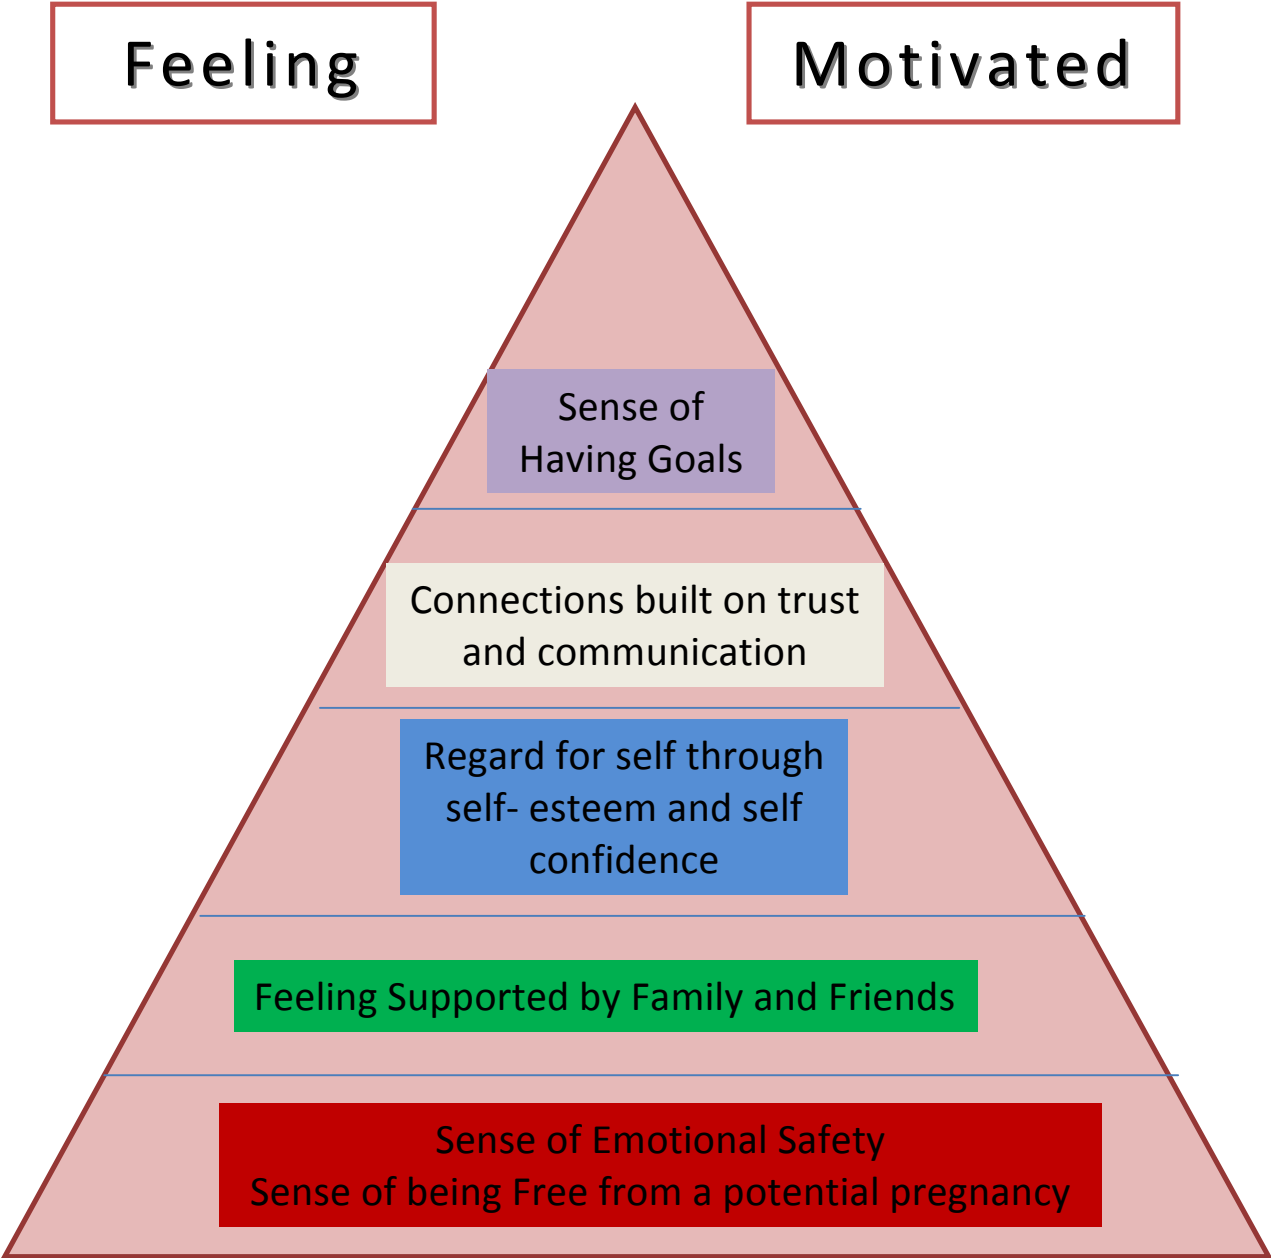 Feeling
Motivated
Sense of
Having Goals
Connections built on trust
and communication
Regard for self through
self- esteem and self
confidence
Feeling Supported by Family and Friends
Sense of Emotional Safety
Sense of being Free from a potential pregnancy